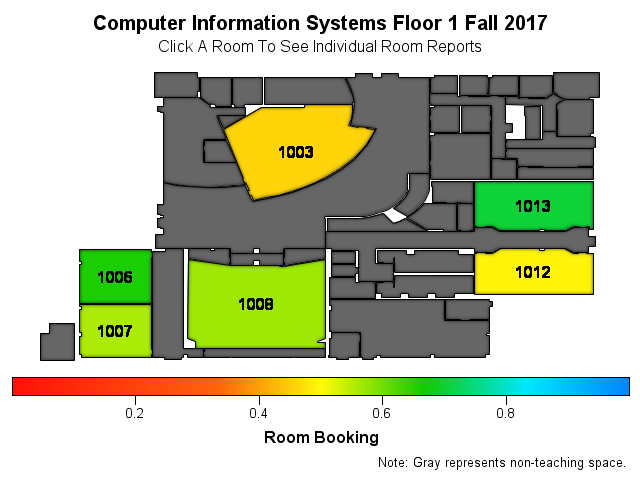 Computer Information Systems Floor 1 Fall 2017
Click A Room To See Individual Room Reports
1003
1013
1006
1012
1008
1007
0.2 0.4 0.6 0.8
Room Booking
Note: Gray represents non-teaching space.